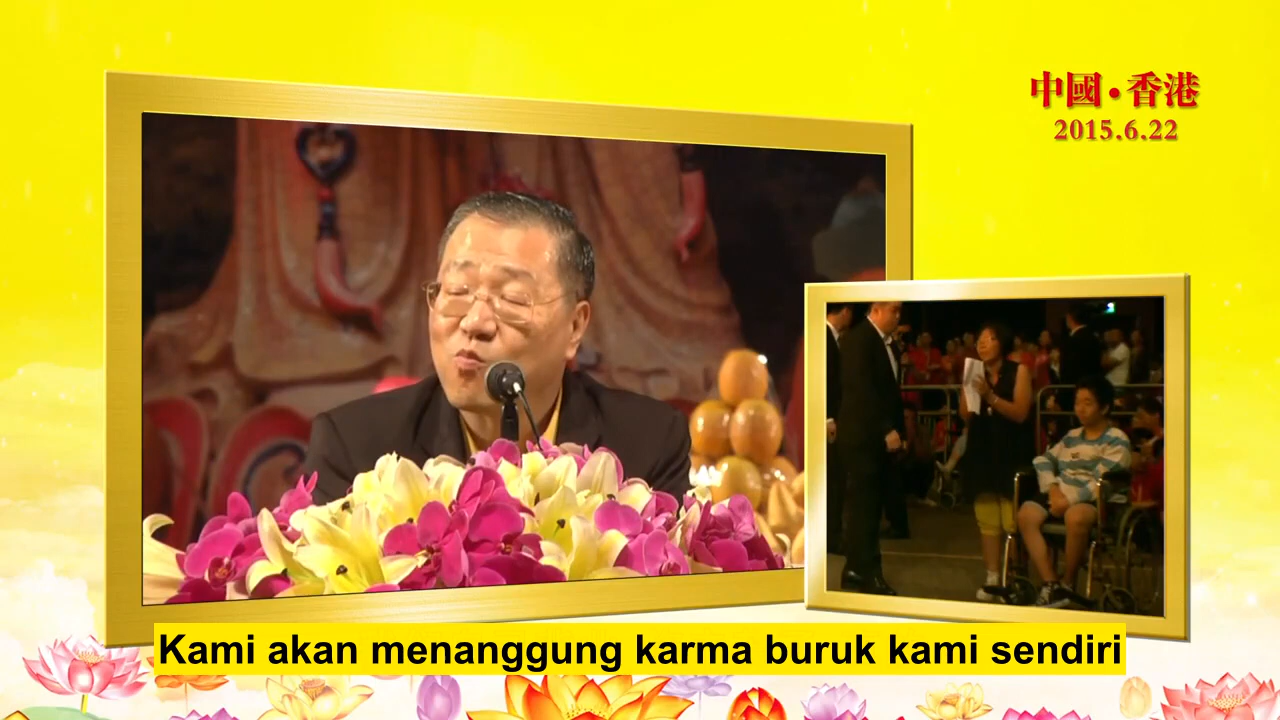 中國•香港
2015.6.22
Kami akan menanggung karma buruk kami sendiri